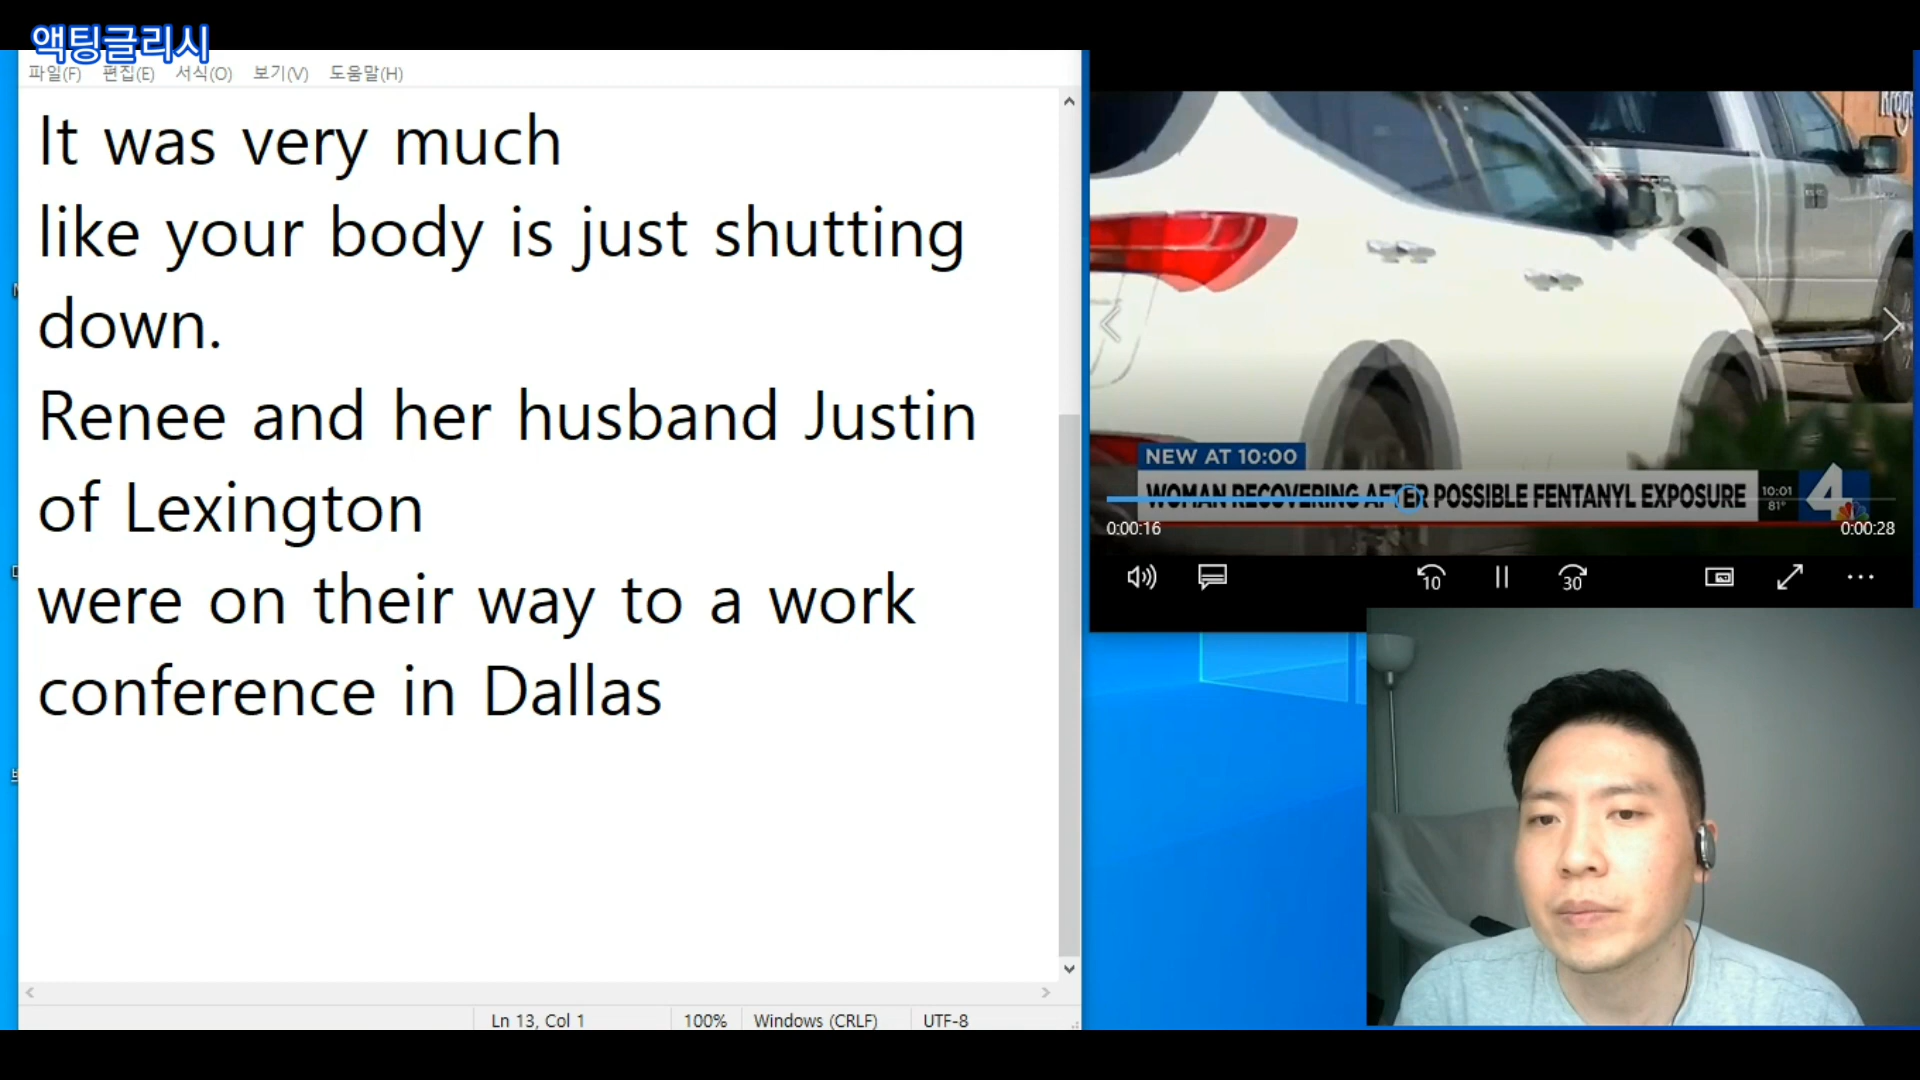 액팅글리시
파일(F) 편집(E) 서식(O) 보기(V) 도움말(H)
It was very much
like your body is just shutting
down.
Renee and her husband Justin
of Lexington
were on their way to a work
conference in Dallas
Ln 13, Col 1 100% Windows (CRLF) UTF-8
NEW AT 10:00
WOMAN RECOVERING AFTER POSSIBLE FENTANYL EXPOSURE
10:01
81°
4
0:00:16 0:00:28
10 30